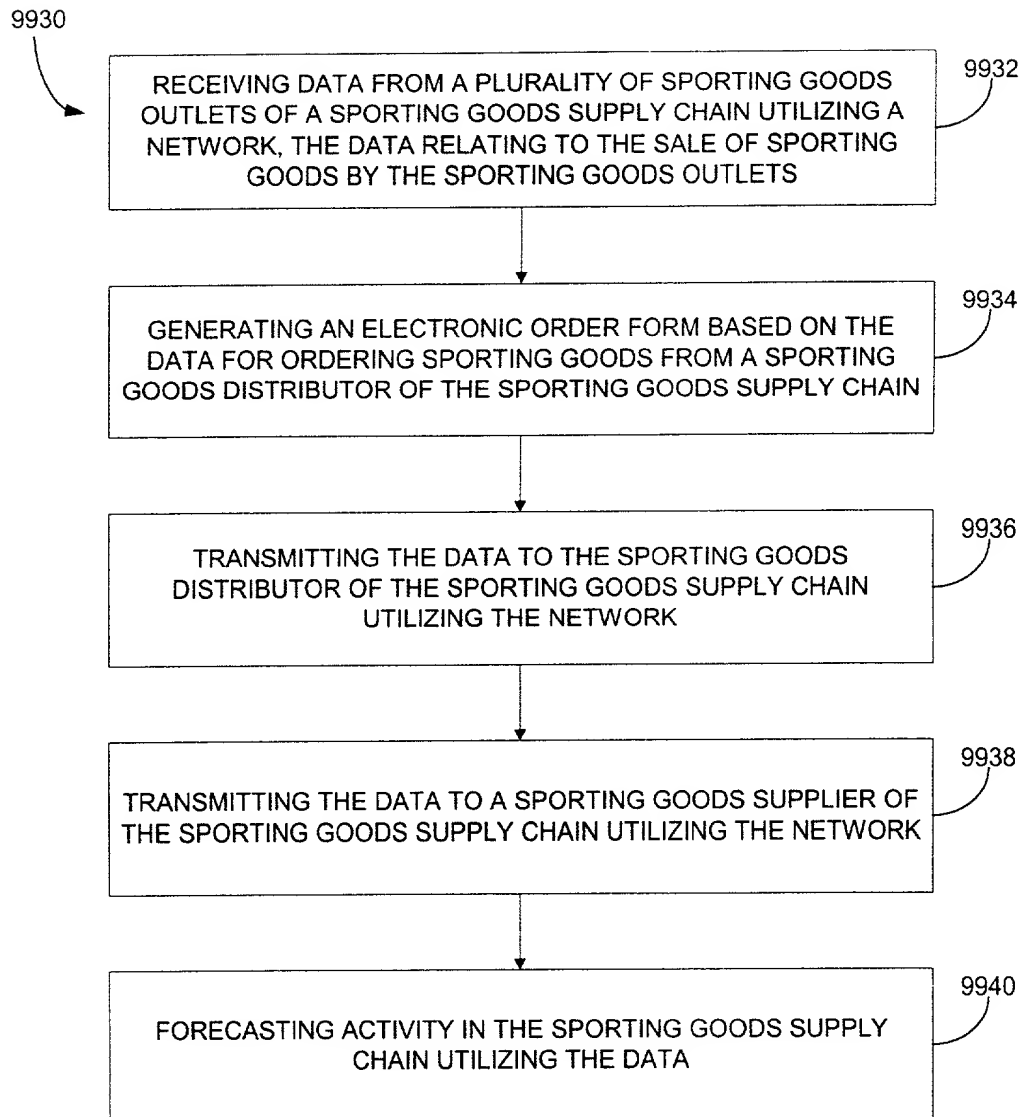 9930
RECEIVING DATA FROM A PLURALITY OF SPORTING GOODS
OUTLETS OF A SPORTING GOODS SUPPLY CHAIN UTILIZING A
NETWORK, THE DATA RELATING TO THE SALE OF SPORTING
GOODS BY THE SPORTING GOODS OUTLETS
9932
GENERATING AN ELECTRONIC ORDER FORM BASED ON THE
DATA FOR ORDERING SPORTING GOODS FROM A SPORTING
GOODS DISTRIBUTOR OF THE SPORTING GOODS SUPPLY CHAIN
9934
TRANSMITTING THE DATA TO THE SPORTING GOODS
DISTRIBUTOR OF THE SPORTING GOODS SUPPLY CHAIN
UTILIZING THE NETWORK
9936
TRANSMITTING THE DATA TO A SPORTING GOODS SUPPLIER OF
THE SPORTING GOODS SUPPLY CHAIN UTILIZING THE NETWORK
9938
FORECASTING ACTIVITY IN THE SPORTING GOODS SUPPLY
CHAIN UTILIZING THE DATA
9940